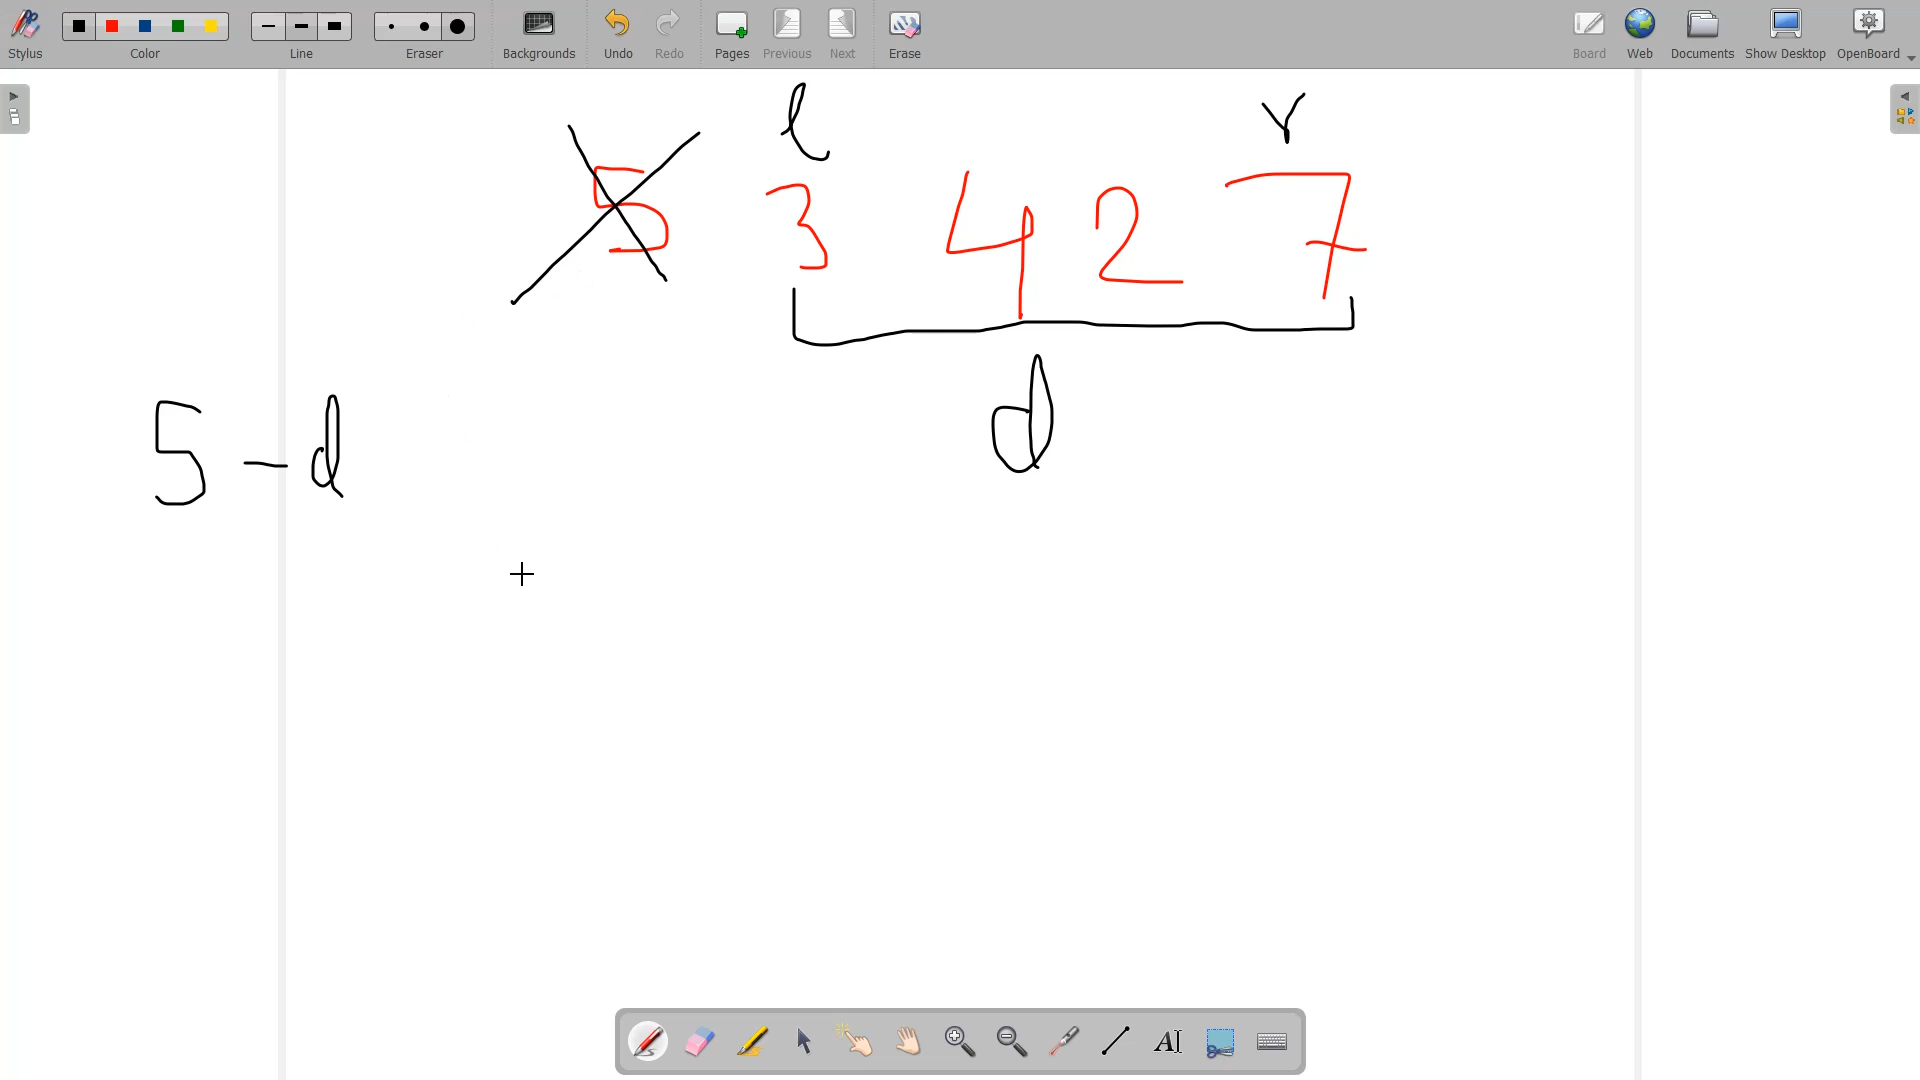 Stylus Color Line Eraser Backgrounds Undo Redo Pages Previous Next Erase Board Web Documents Show Desktop OpenBoard
l r
5 3 4 2 7
d
5 - d